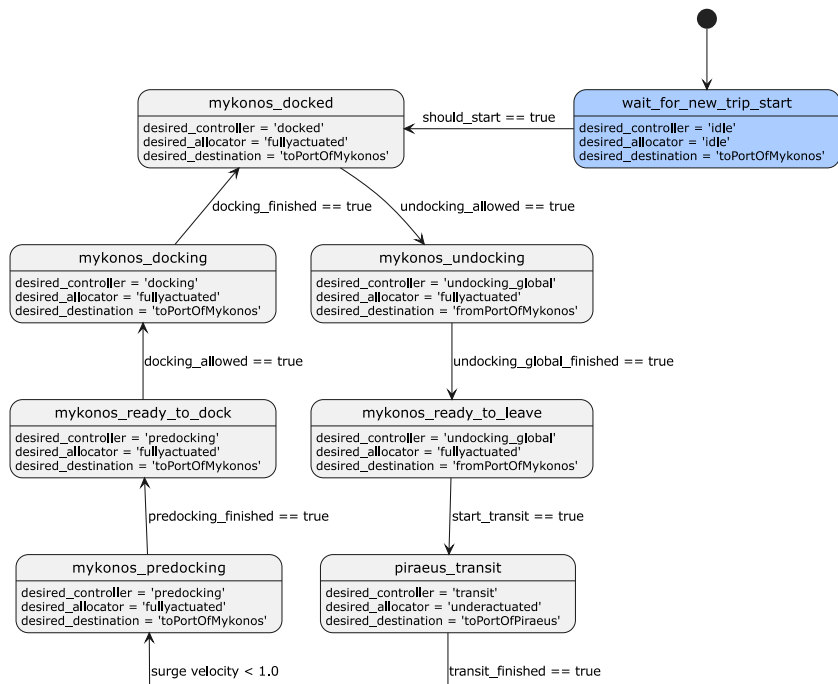 mykonos_docked
desired_controller = 'docked'
desired_allocator = 'fullyactuated'
desired_destination = 'toPortOfMykonos'
should_start == true
wait_for_new_trip_start
desired_controller = 'idle'
desired_allocator = 'idle'
desired_destination = 'toPortOfMykonos'
docking_finished == true
undocking_allowed == true
mykonos_docking
desired_controller = 'docking'
desired_allocator = 'fullyactuated'
desired_destination = 'toPortOfMykonos'
mykonos_undocking
desired_controller = 'undocking_global'
desired_allocator = 'fullyactuated'
desired_destination = 'fromPortOfMykonos'
docking_allowed == true
undocking_global_finished == true
mykonos_ready_to_dock
desired_controller = 'predocking'
desired_allocator = 'fullyactuated'
desired_destination = 'toPortOfMykonos'
mykonos_ready_to_leave
desired_controller = 'undocking_global'
desired_allocator = 'fullyactuated'
desired_destination = 'fromPortOfMykonos'
predocking_finished == true
start_transit == true
mykonos_predocking
desired_controller = 'predocking'
desired_allocator = 'fullyactuated'
desired_destination = 'toPortOfMykonos'
piraeus_transit
desired_controller = 'transit'
desired_allocator = 'underactuated'
desired_destination = 'toPortOfPiraeus'
surge velocity < 1.0
transit_finished == true